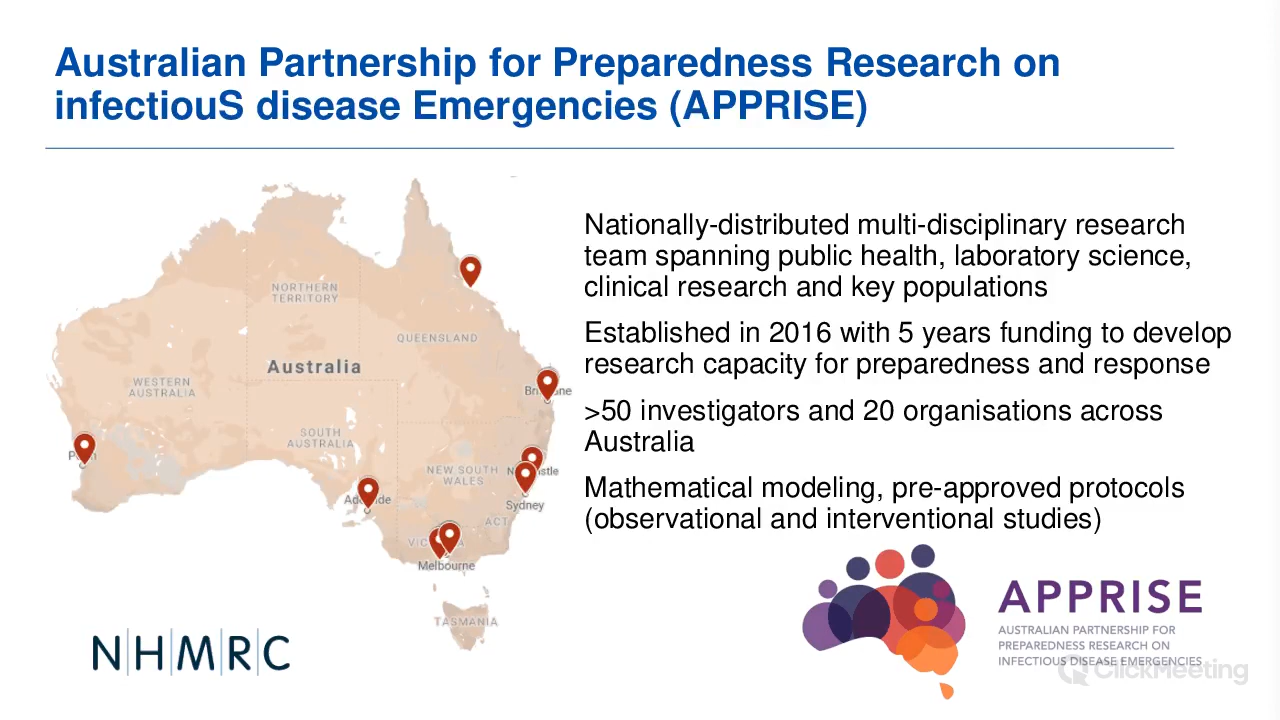 Australian Partnership for Preparedness Research on
infectiouS disease Emergencies (APPRISE)
Nationally-distributed multi-disciplinary research
team spanning public health, laboratory science,
clinical research and key populations
Established in 2016 with 5 years funding to develop
research capacity for preparedness and response
>50 investigators and 20 organisations across
Australia
Mathematical modeling, pre-approved protocols
(observational and interventional studies)
NORTHERN
TERRITORY
QUEENSLAND
Australia
WESTERN
AUSTRALIA
SOUTH
AUSTRALIA
NEW SOUTH
WALES
Sydney
ACT
Melbourne
TASMANIA
NHMRC
APPRISE
AUSTRALIAN PARTNERSHIP FOR
PREPAREDNESS RESEARCH ON
INFECTIOUS DISEASE EMERGENCIES
ClickMeeting